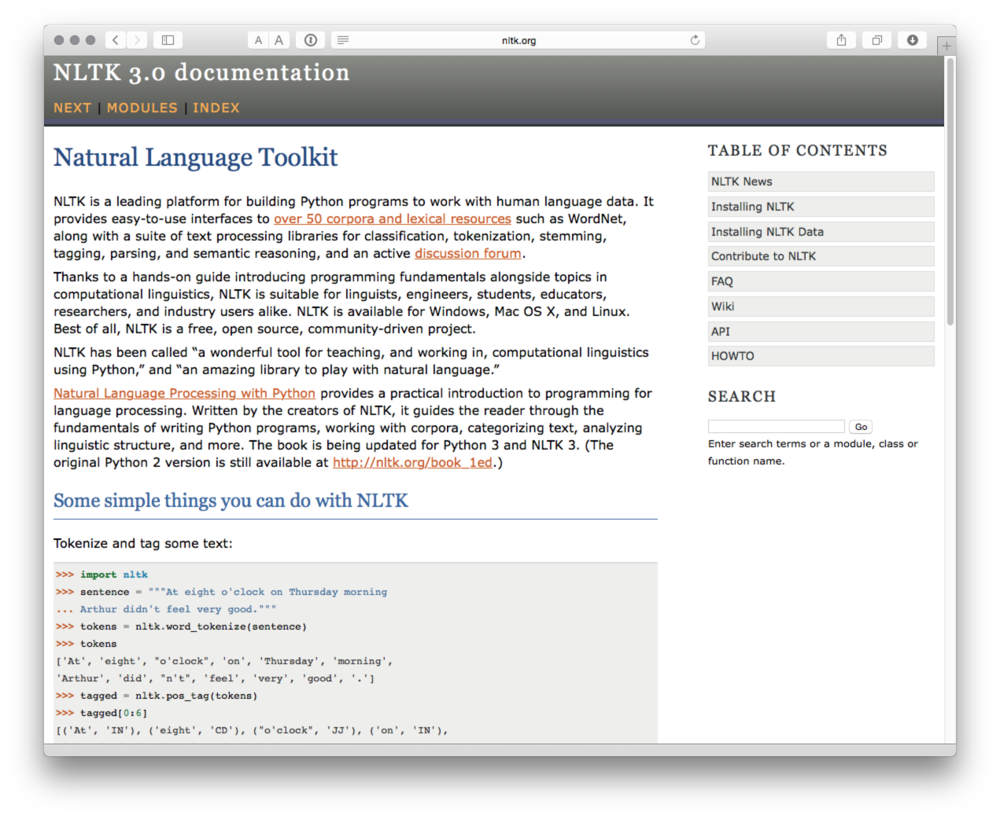 A A
nltk.org
NLTK 3.0 documentation
NEXT | MODULES | INDEX
Natural Language Toolkit
NLTK is a leading platform for building Python programs to work with human language data. It
provides easy-to-use interfaces to over 50 corpora and lexical resources such as WordNet,
along with a suite of text processing libraries for classification, tokenization, stemming,
tagging, parsing, and semantic reasoning, and an active discussion forum.
Thanks to a hands-on guide introducing programming fundamentals alongside topics in
computational linguistics, NLTK is suitable for linguists, engineers, students, educators,
researchers, and industry users alike. NLTK is available for Windows, Mac OS X, and Linux.
Best of all, NLTK is a free, open source, community-driven project.
NLTK has been called “a wonderful tool for teaching, and working in, computational linguistics
using Python,” and “an amazing library to play with natural language.”
Natural Language Processing with Python provides a practical introduction to programming for
language processing. Written by the creators of NLTK, it guides the reader through the
fundamentals of writing Python programs, working with corpora, categorizing text, analyzing
linguistic structure, and more. The book is being updated for Python 3 and NLTK 3. (The
original Python 2 version is still available at http://nltk.org/book_1ed.)
Some simple things you can do with NLTK
Tokenize and tag some text:
>>> import nltk
>>> sentence = """At eight o'clock on Thursday morning
... Arthur didn't feel very good."""
>>> tokens = nltk.word_tokenize(sentence)
>>> tokens
['At', 'eight', "o'clock", 'on', 'Thursday', 'morning',
'Arthur', 'did', "n't", 'feel', 'very', 'good', '.']
>>> tagged = nltk.pos_tag(tokens)
>>> tagged[0:6]
[('At', 'IN'), ('eight', 'CD'), ("o'clock", 'JJ'), ('on', 'IN'),
TABLE OF CONTENTS
NLTK News
Installing NLTK
Installing NLTK Data
Contribute to NLTK
FAQ
Wiki
API
HOWTO
SEARCH
Go
Enter search terms or a module, class or
function name.